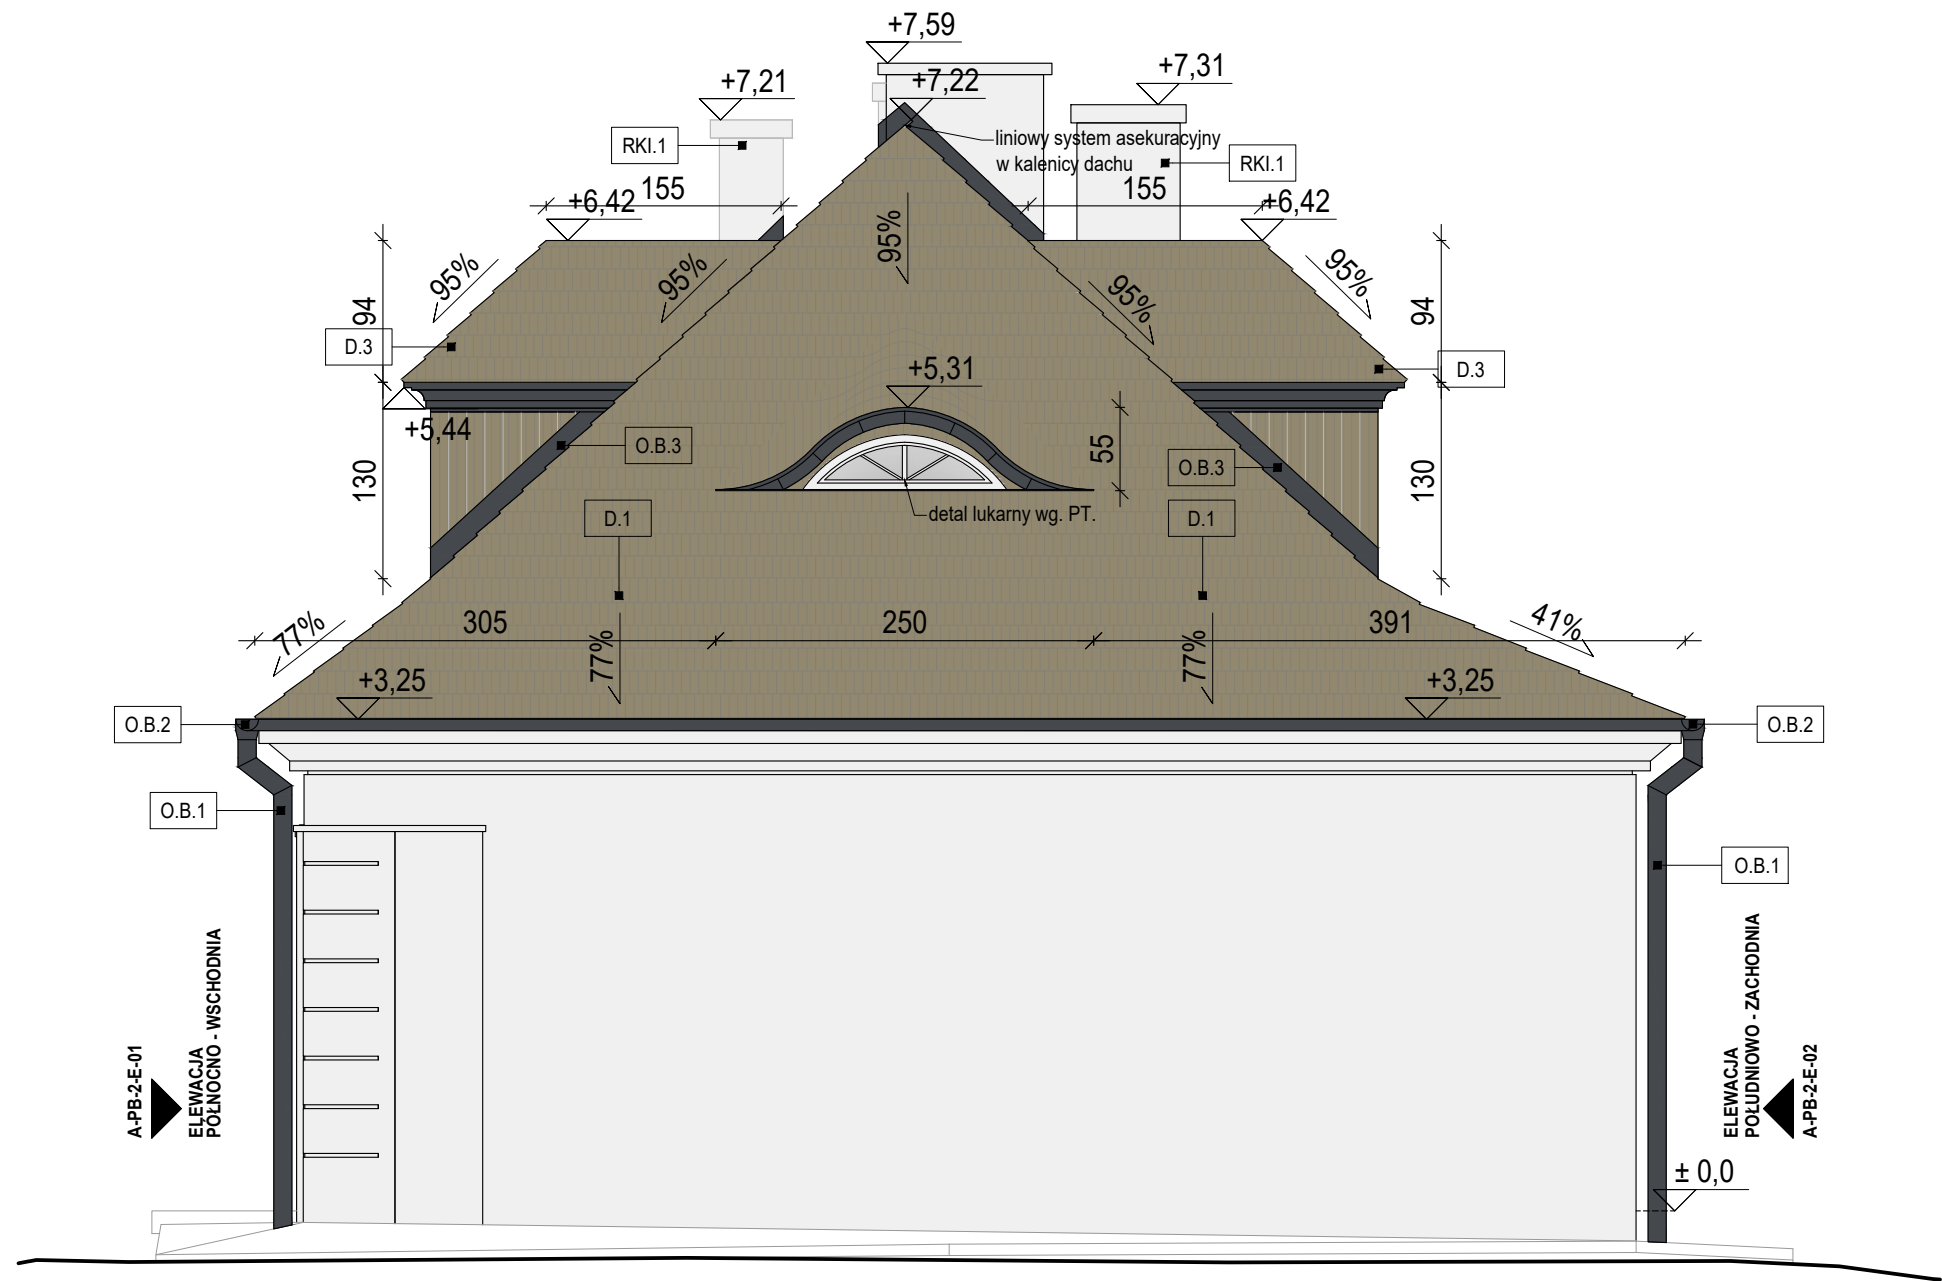 +7,59
+7,21
+7,22
+7,31
liniowy system asekuracyjny
w kalenicy dachu
RKI.1
RKI.1
155
155
+6,42
+6,42
95%
95%
95%
95%
95%
94
94
D.3
D.3
+5,31
+5,44
55
O.B.3
O.B.3
130
130
detal lukarny wg. PT.
D.1
D.1
305
250
391
77%
77%
77%
41%
+3,25
+3,25
O.B.2
O.B.2
O.B.1
O.B.1
A-PB-2-E-01
ELEWACJA
PÓŁNOCNO - WSCHODNIA
ELEWACJA
POŁUDNIOWO - ZACHODNIA
A-PB-2-E-02
± 0,0